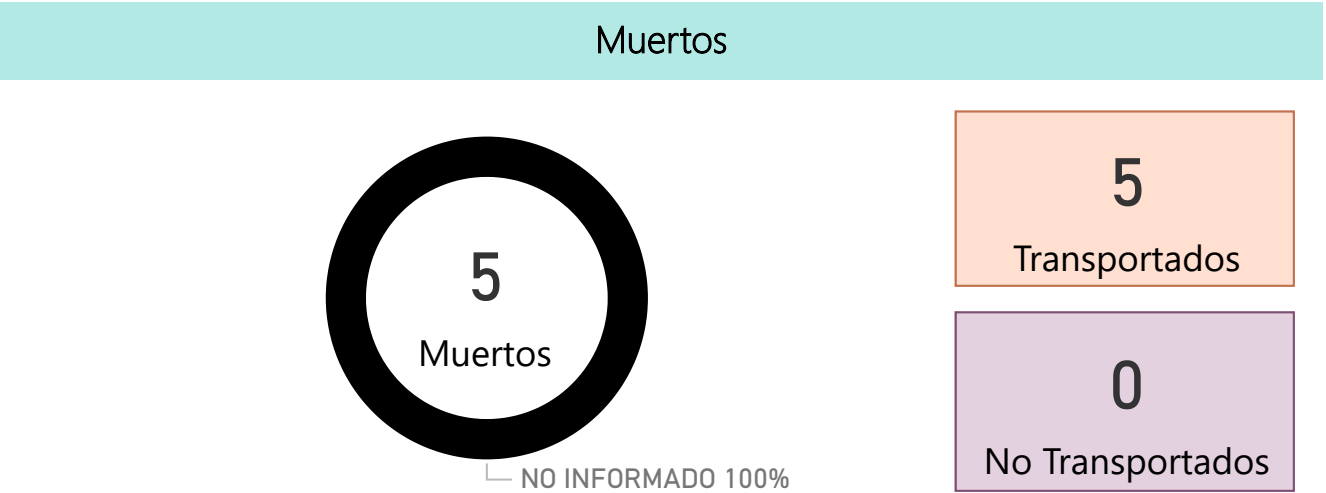 Muertos
5
Muertos
NO INFORMADO 100%
5
Transportados
0
No Transportados